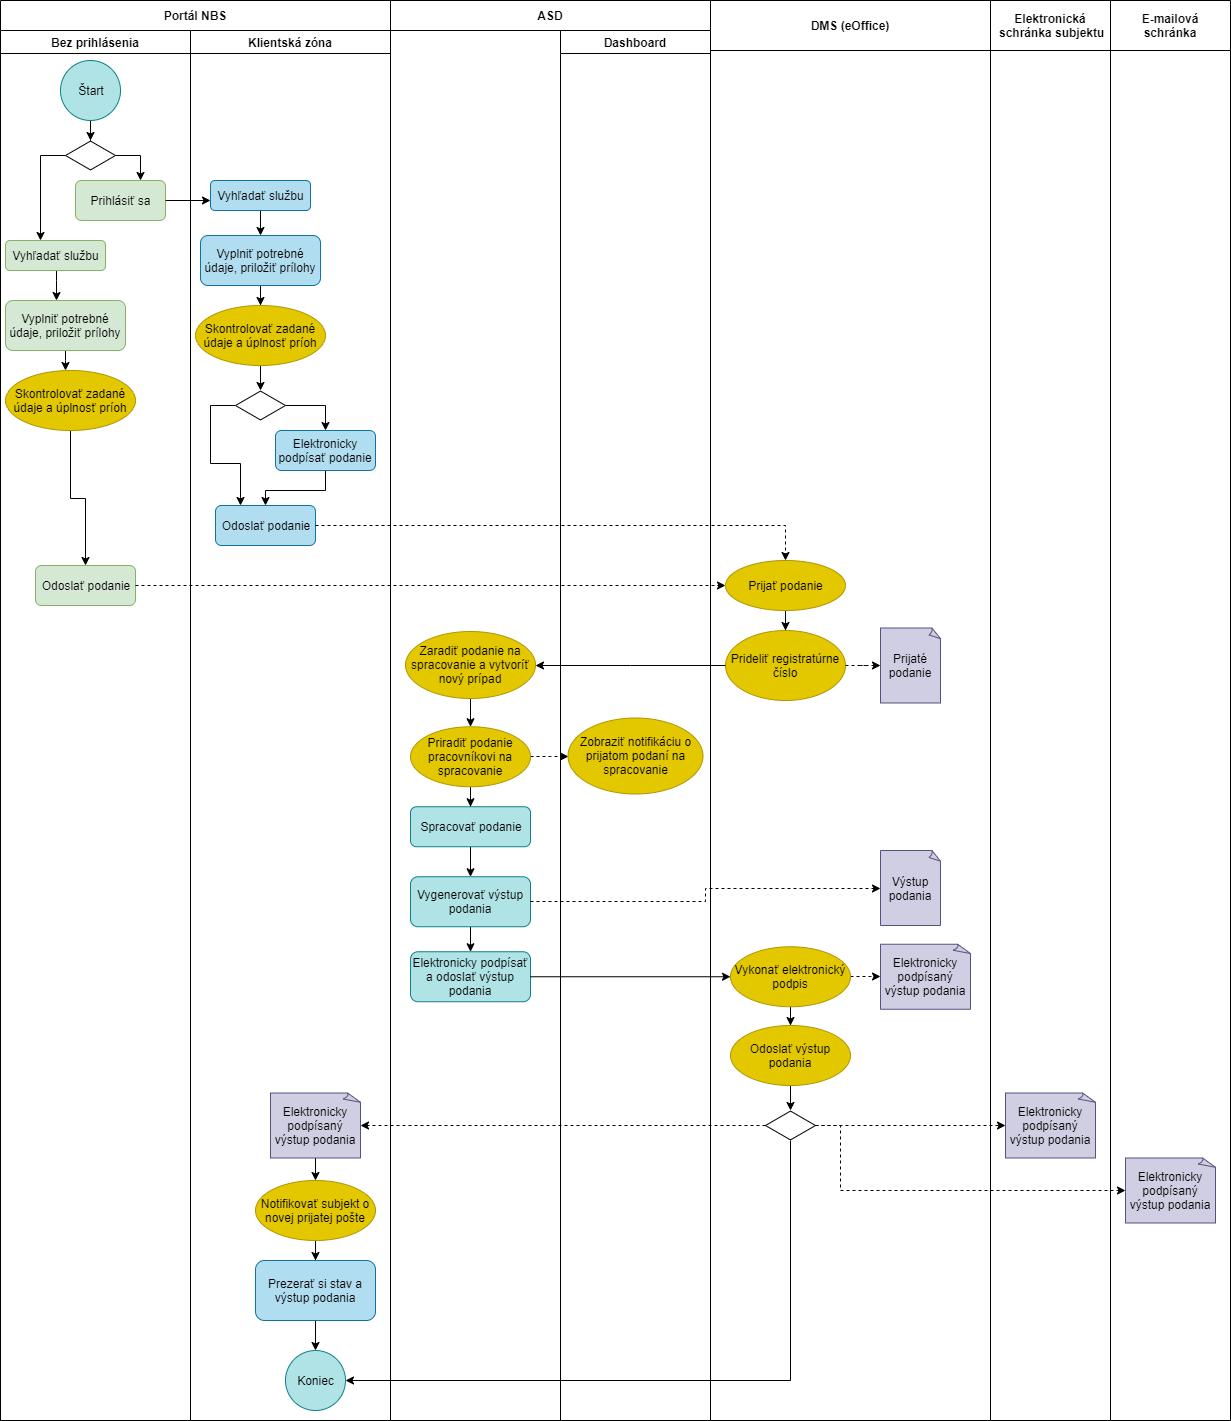 Portál NBS
ASD
DMS (eOffice)
Elektronická
schránka subjektu
E-mailová
schránka
Bez prihlásenia
Klientská zóna
Dashboard
Štart
Prihlásiť sa
Vyhľadať službu
Vyhľadať službu
Vyplniť potrebné
údaje, priložiť prílohy
Vyplniť potrebné
údaje, priložiť prílohy
Skontrolovať zadané
údaje a úplnosť príoh
Skontrolovať zadané
údaje a úplnosť príoh
Elektronicky
podpísať podanie
Odoslať podanie
Odoslať podanie
Prijať podanie
Zaradiť podanie na
spracovanie a vytvoríť
nový prípad
Prideliť registratúrne
číslo
Prijaté
podanie
Priradiť podanie
pracovníkovi na
spracovanie
Zobraziť notifikáciu o
prijatom podaní na
spracovanie
Spracovať podanie
Vygenerovať výstup
podania
Výstup
podania
Elektronicky podpísať
a odoslať výstup
podania
Vykonať elektronický
podpis
Elektronicky
podpísaný
výstup podania
Odoslať výstup
podania
Elektronicky
podpísaný
výstup podania
Elektronicky
podpísaný
výstup podania
Elektronicky
podpísaný
výstup podania
Notifikovať subjekt o
novej prijatej pošte
Prezerať si stav a
výstup podania
Koniec